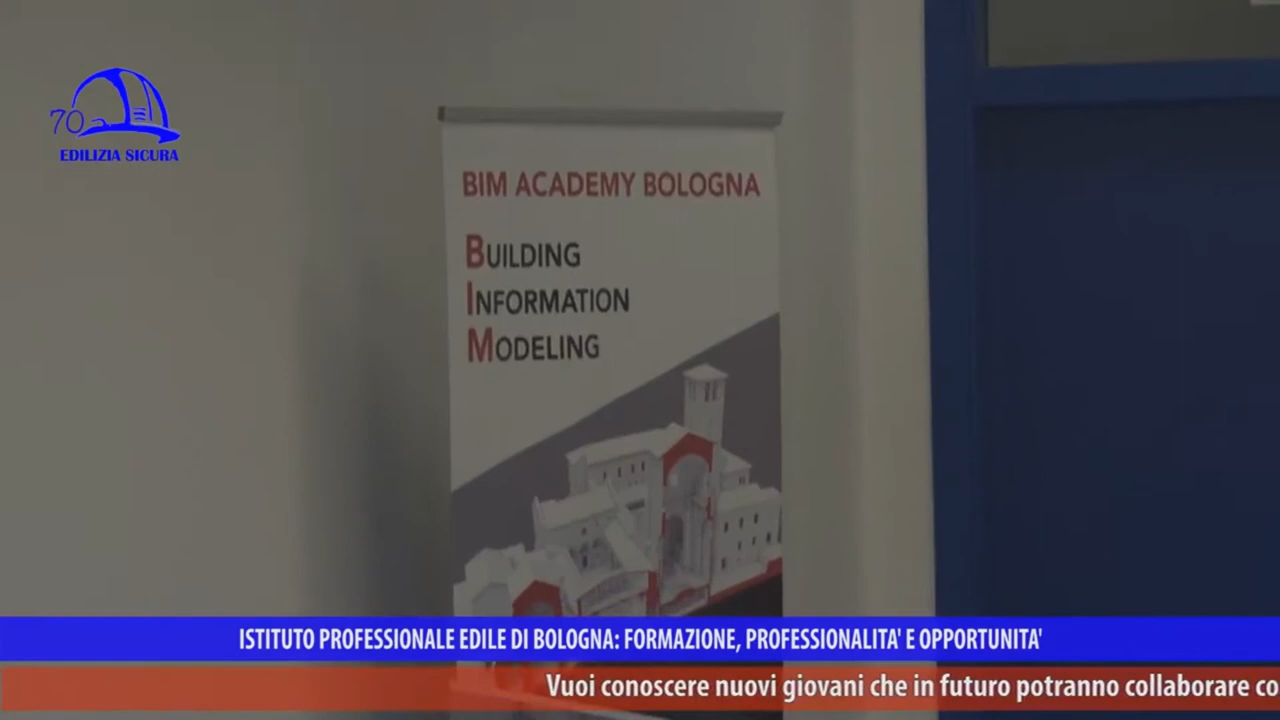 70
EDILIZIA SICURA
BIM ACADEMY BOLOGNA
BUILDING
INFORMATION
MODELING
ISTITUTO PROFESSIONALE EDILE DI BOLOGNA: FORMAZIONE, PROFESSIONALITA' E OPPORTUNITA'
Vuoi conoscere nuovi giovani che in futuro potranno collaborare co